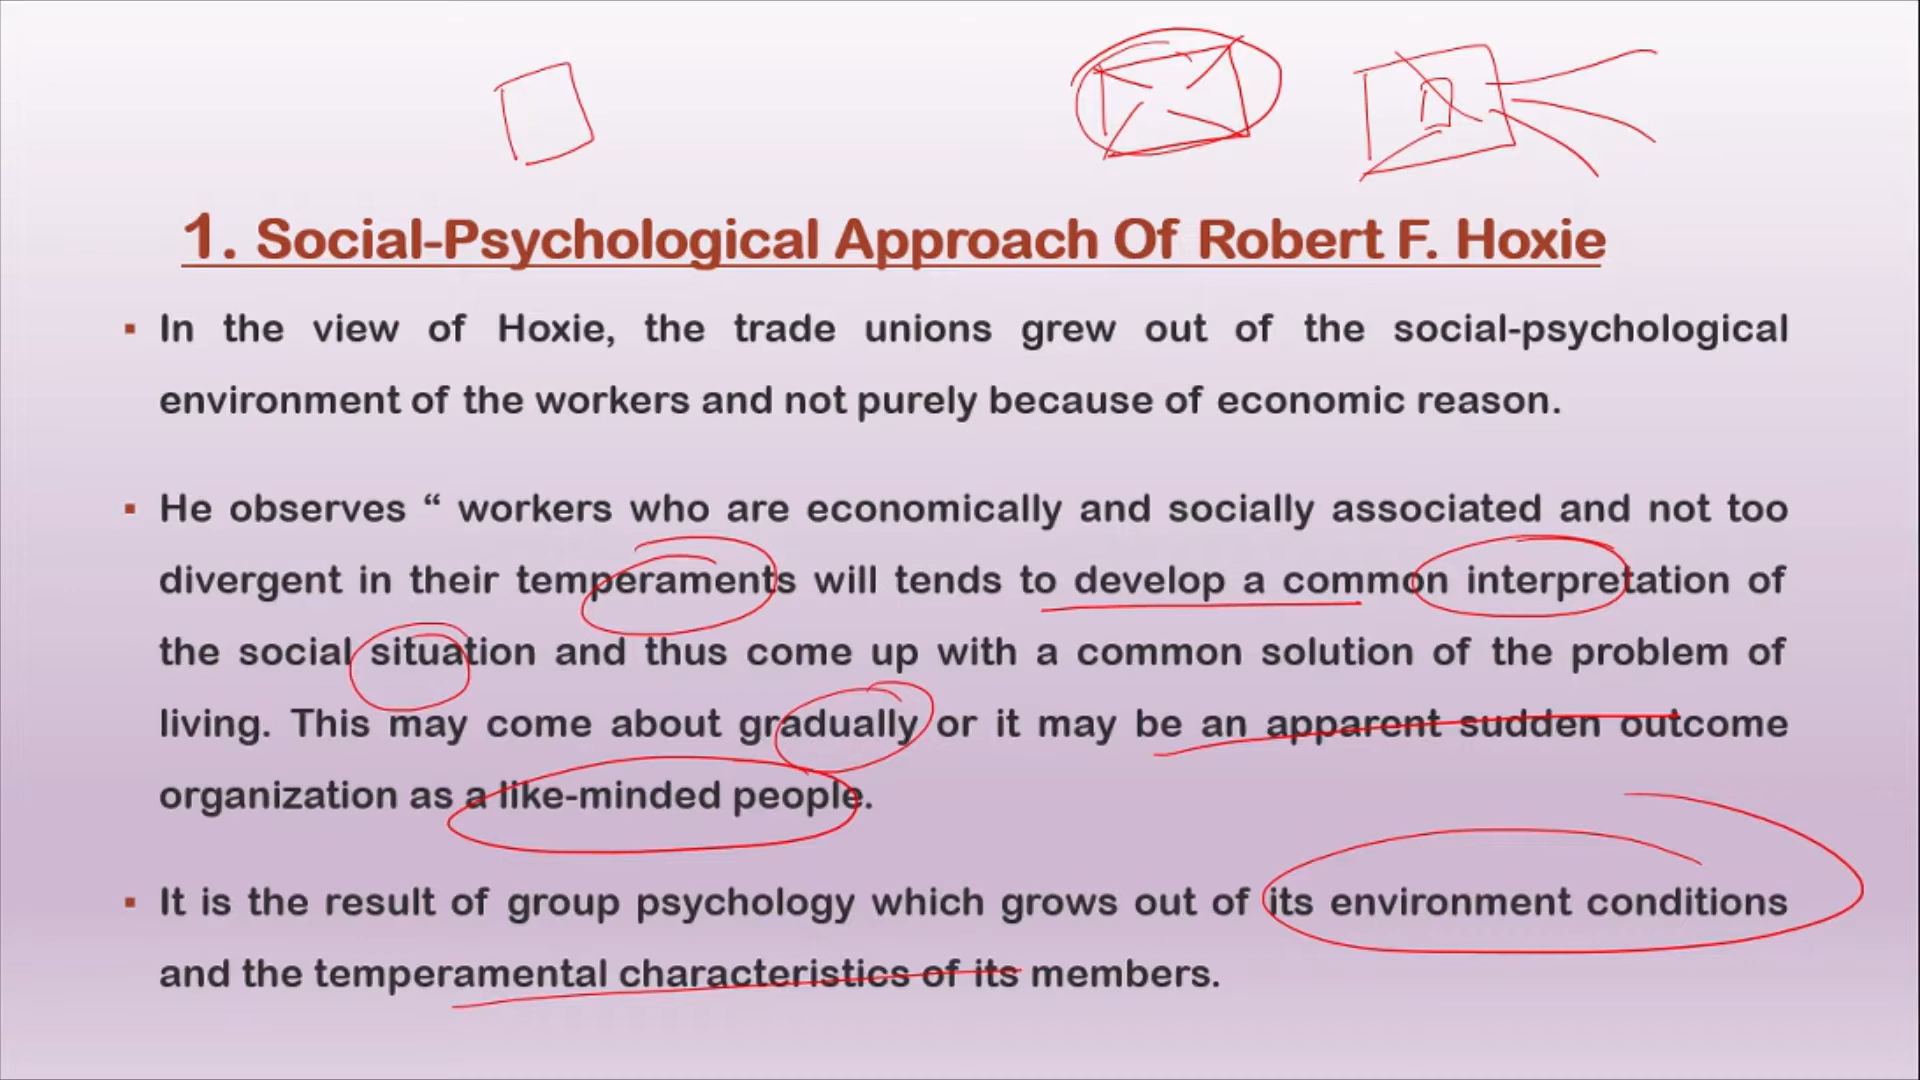 1. Social-Psychological Approach Of Robert F. Hoxie
▪ In the view of Hoxie, the trade unions grew out of the social-psychological
environment of the workers and not purely because of economic reason.
▪ He observes “ workers who are economically and socially associated and not too
divergent in their temperaments will tends to develop a common interpretation of
the social situation and thus come up with a common solution of the problem of
living. This may come about gradually or it may be an apparent sudden outcome
organization as a like-minded people.
▪ It is the result of group psychology which grows out of its environment conditions
and the temperamental characteristics of its members.